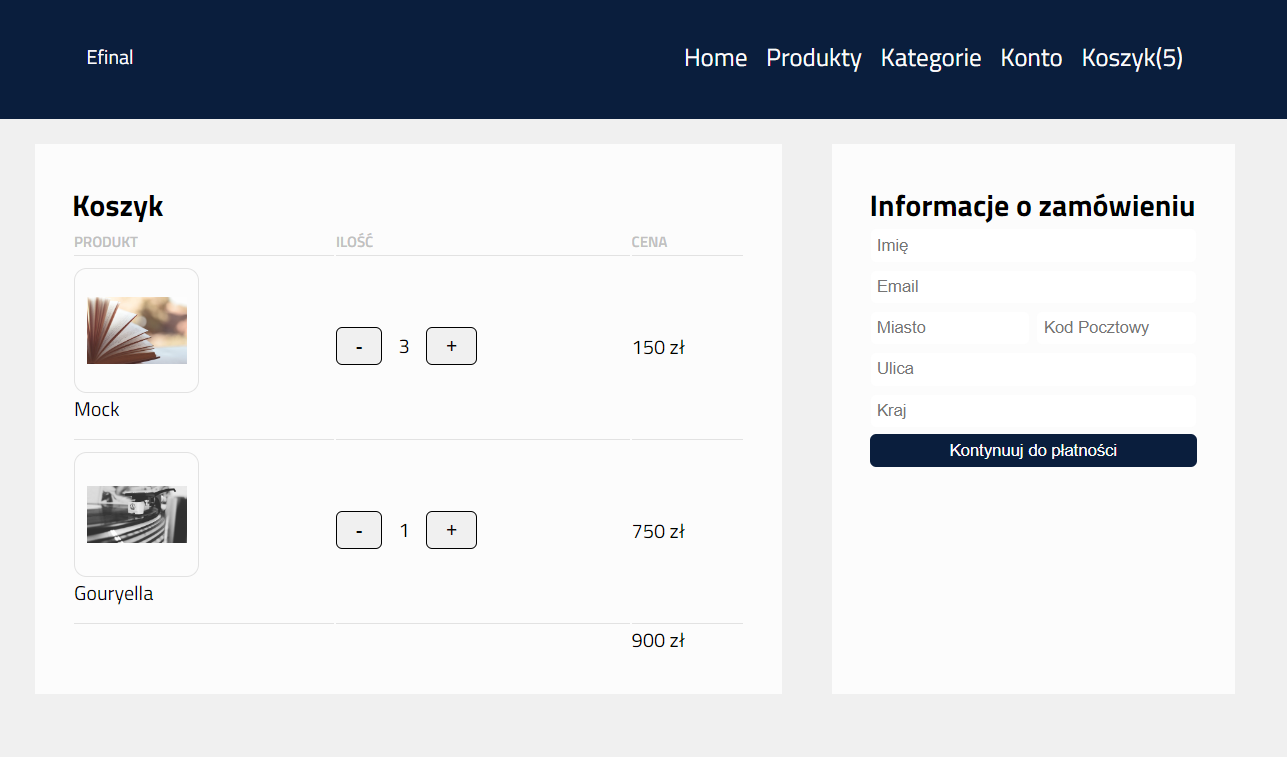 Efinal
Home Produkty Kategorie Konto Koszyk(5)
Koszyk
PRODUKT ILOŚĆ CENA
- 3 + 150 zł
Mock
- 1 + 750 zł
Gouryella
900 zł
Informacje o zamówieniu
Imię
Email
Miasto Kod Pocztowy
Ulica
Kraj
Kontynuuj do płatności